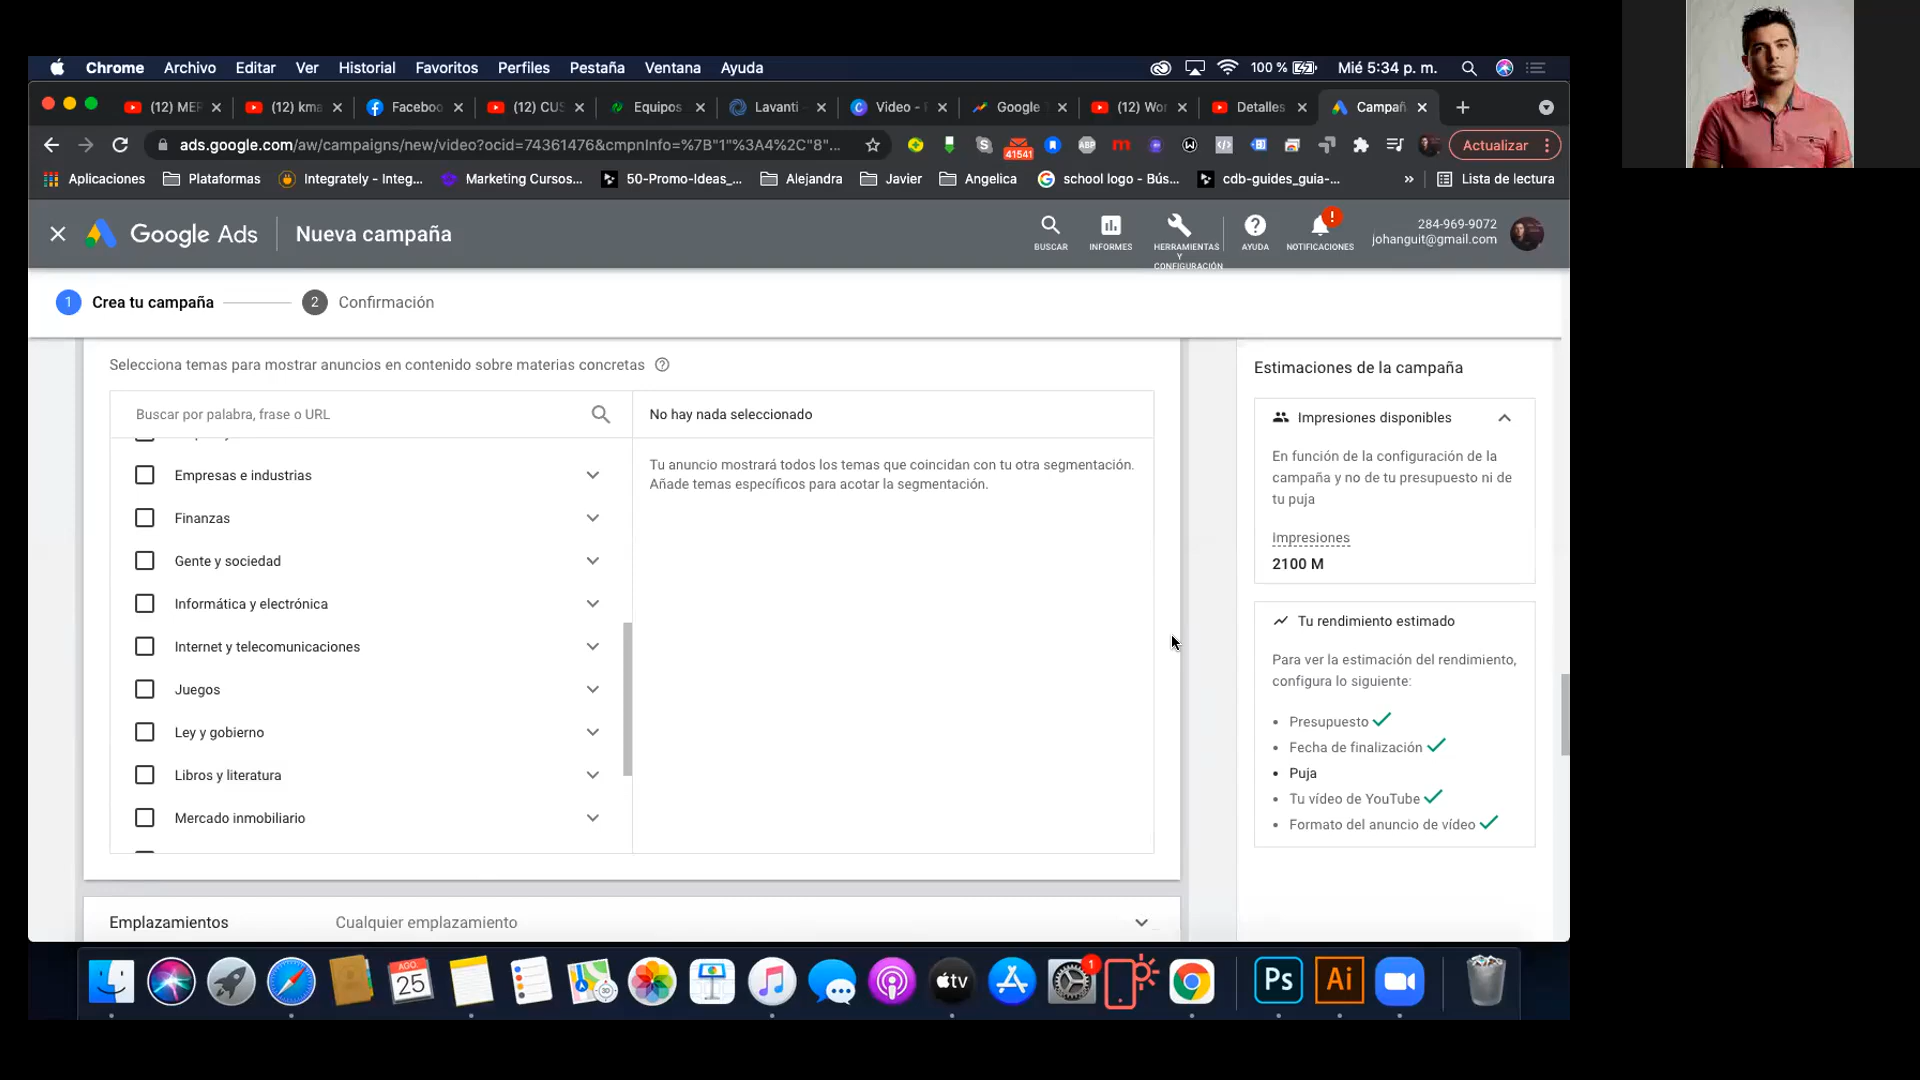 Chrome Archivo Editar Ver Historial Favoritos Perfiles Pestaña Ventana Ayuda 100 % Mié 5:34 p. m.
(12) MEF (12) kma Faceboo (12) CUS Equipos Lavanti Video - Google (12) Wor Detalles Campañ
ads.google.com/aw/campaigns/new/video?ocid=74361476&cmpnInfo=%7B"1"%3A4%2C"8"... 41541 ABP Actualizar
Aplicaciones Plataformas Integrately - Integ... Marketing Cursos... 50-Promo-Ideas_... Alejandra Javier Angelica school logo - Bús... cdb-guides_guia-... » Lista de lectura
Google Ads Nueva campaña
BUSCAR INFORMES HERRAMIENTAS Y CONFIGURACIÓN AYUDA NOTIFICACIONES
284-969-9072
johanguit@gmail.com
1 Crea tu campaña 2 Confirmación
Selecciona temas para mostrar anuncios en contenido sobre materias concretas
Buscar por palabra, frase o URL
Empresas e industrias
Finanzas
Gente y sociedad
Informática y electrónica
Internet y telecomunicaciones
Juegos
Ley y gobierno
Libros y literatura
Mercado inmobiliario
No hay nada seleccionado
Tu anuncio mostrará todos los temas que coincidan con tu otra segmentación.
Añade temas específicos para acotar la segmentación.
Emplazamientos Cualquier emplazamiento
Estimaciones de la campaña
Impresiones disponibles
En función de la configuración de la
campaña y no de tu presupuesto ni de
tu puja
Impresiones
2100 M
Tu rendimiento estimado
Para ver la estimación del rendimiento,
configura lo siguiente:
Presupuesto
Fecha de finalización
Puja
Tu vídeo de YouTube
Formato del anuncio de vídeo
AGO
25
tv
1
Ps
Ai